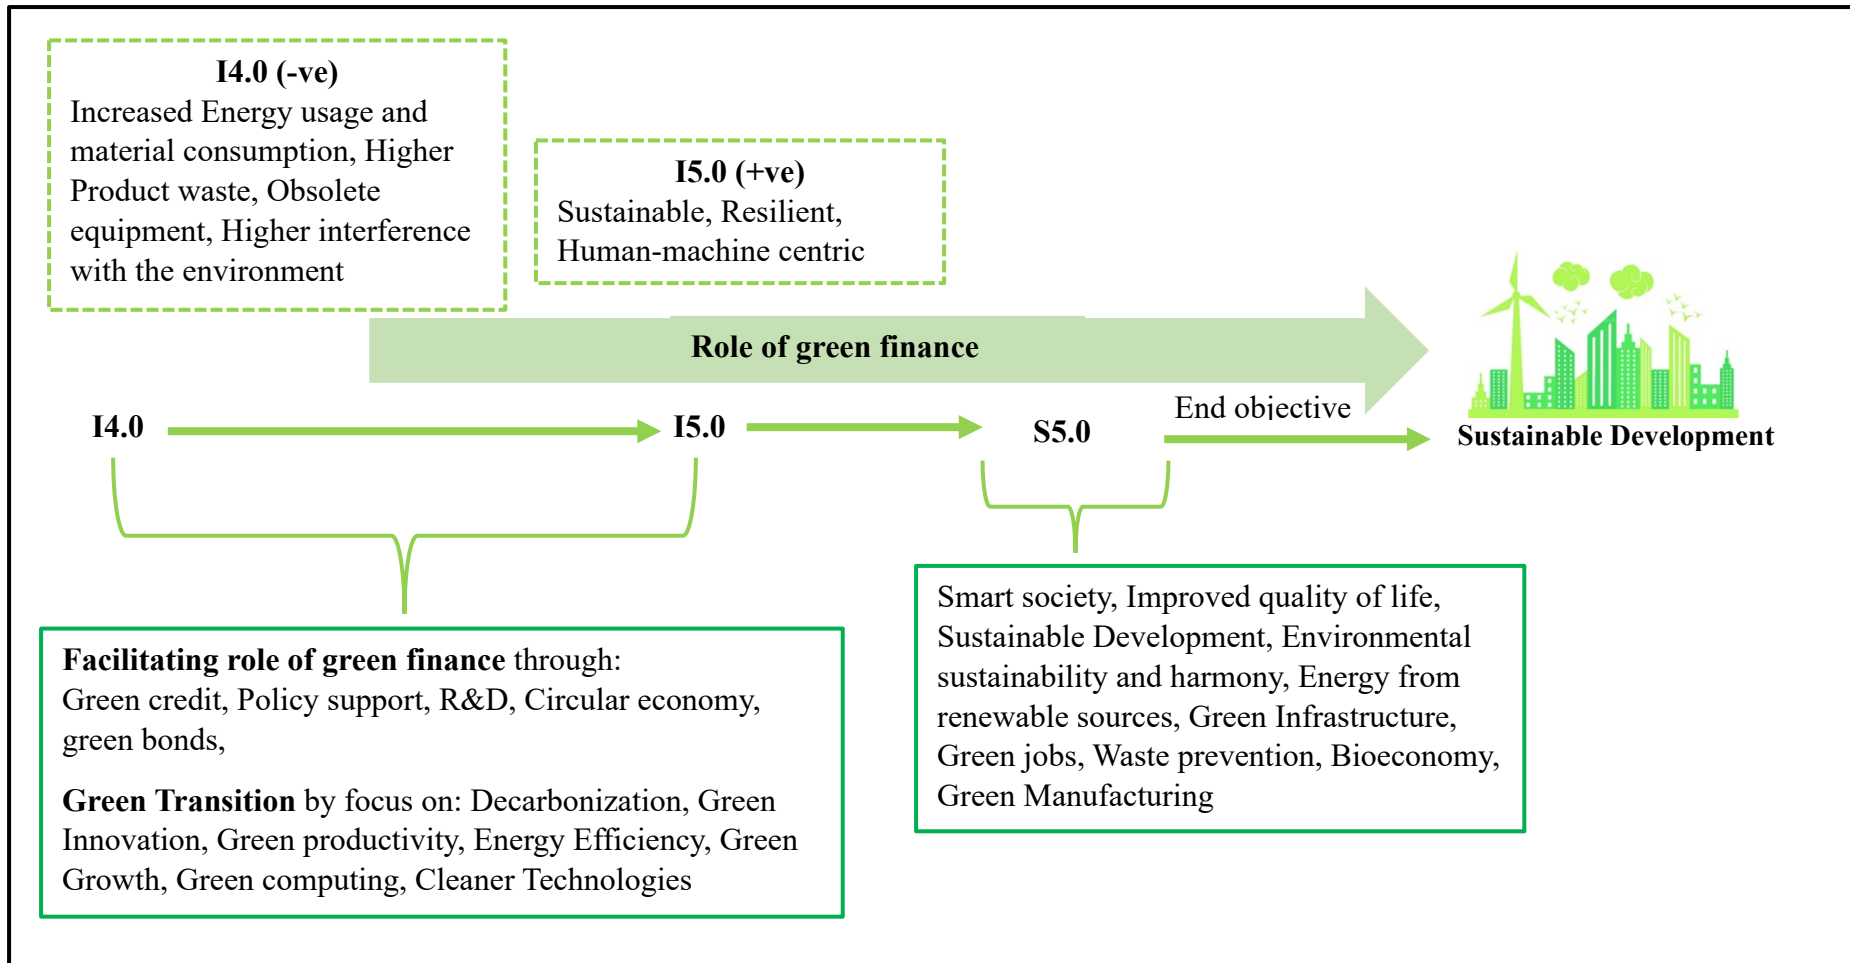 I4.0 (-ve)
Increased Energy usage and
material consumption, Higher
Product waste, Obsolete
equipment, Higher interference
with the environment
I5.0 (+ve)
Sustainable, Resilient,
Human-machine centric
Role of green finance
I4.0
I5.0
S5.0
End objective
Sustainable Development
Facilitating role of green finance through:
Green credit, Policy support, R&D, Circular economy,
green bonds,
Green Transition by focus on: Decarbonization, Green
Innovation, Green productivity, Energy Efficiency, Green
Growth, Green computing, Cleaner Technologies
Smart society, Improved quality of life,
Sustainable Development, Environmental
sustainability and harmony, Energy from
renewable sources, Green Infrastructure,
Green jobs, Waste prevention, Bioeconomy,
Green Manufacturing